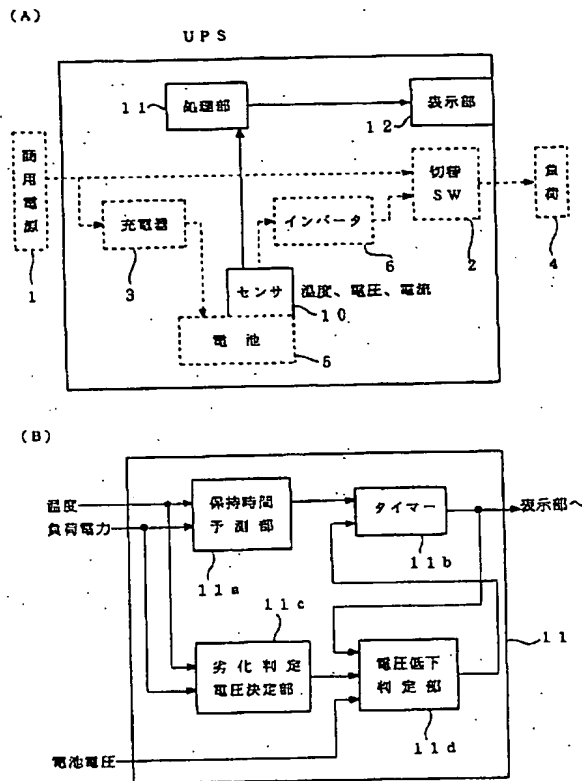 (A)
UPS
11
処理部
表示部
12
商用電源
切替
SW
負荷
充電器
インバータ
1
3
6
2
4
センサ
温度、電圧、電流
10
電池
5
(B)
温度
負荷電力
保持時間
予測部
タイマー
表示部へ
11a
11b
11c
劣化判定
電圧決定部
電圧低下
判定部
11
11d
電池電圧